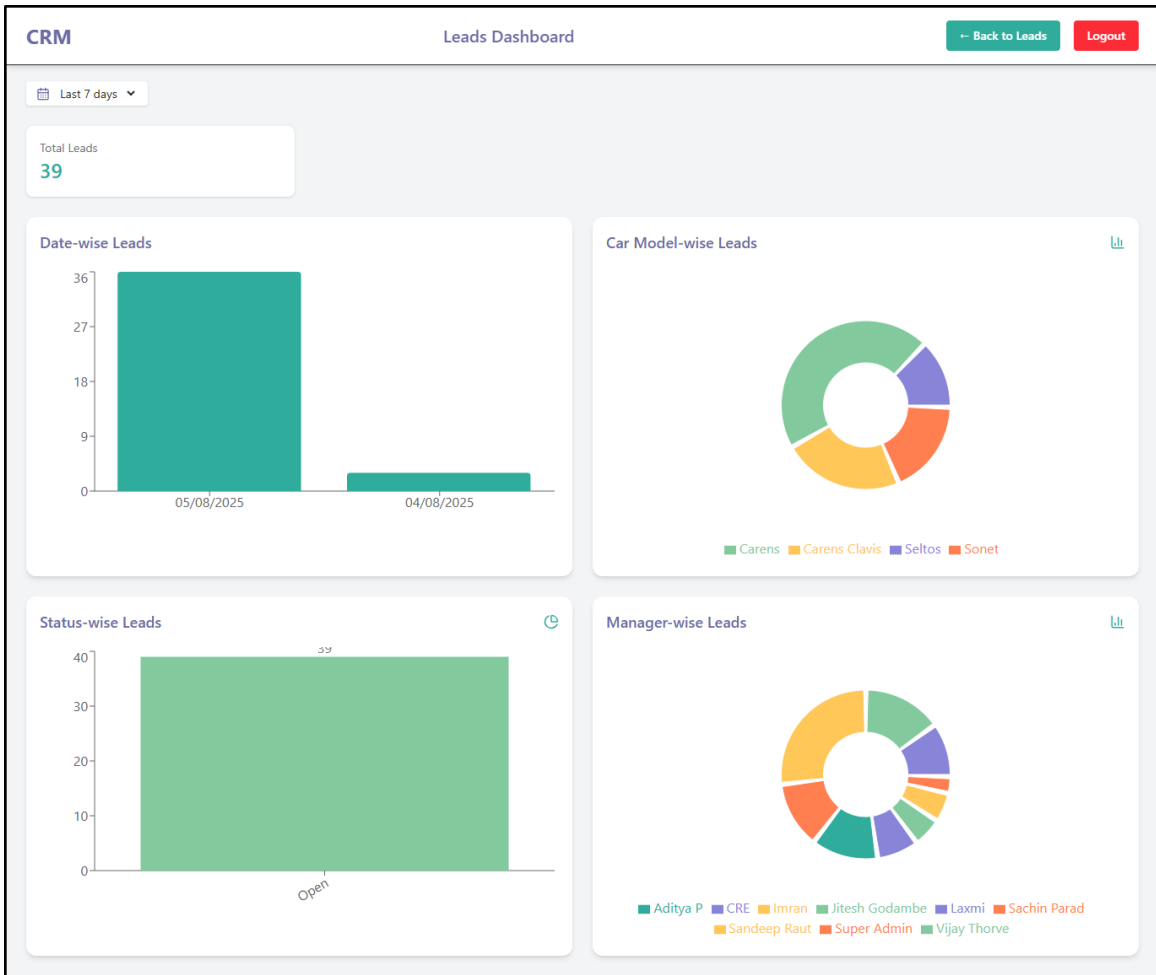 CRM
Leads Dashboard
← Back to Leads
Logout
Last 7 days
Total Leads
39
Date-wise Leads
36
27
18
9
0
05/08/2025 04/08/2025
Car Model-wise Leads
Carens Carens Clavis Seltos Sonet
Status-wise Leads
39
40
30
20
10
0
Open
Manager-wise Leads
Aditya P CRE Imran Jitesh Godambe Laxmi Sachin Parad
Sandeep Raut Super Admin Vijay Thorve